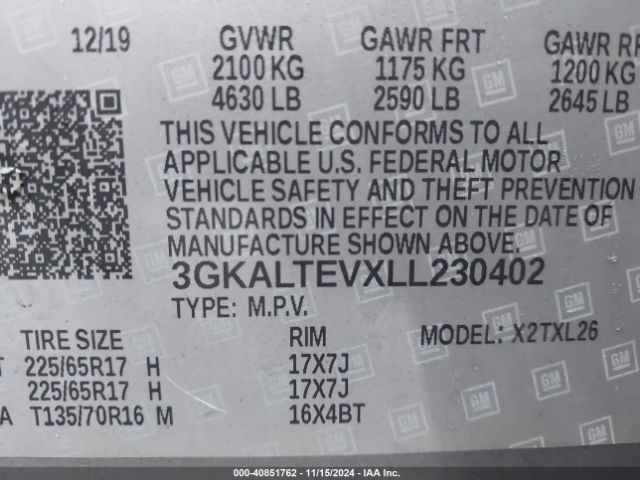 12/19 GVWR GAWR FRT GAWR RR
2100 KG 1175 KG 1200 KG
4630 LB 2590 LB 2645 LB
THIS VEHICLE CONFORMS TO ALL
APPLICABLE U.S. FEDERAL MOTOR
VEHICLE SAFETY AND THEFT PREVENTION
STANDARDS IN EFFECT ON THE DATE OF
MANUFACTURE SHOWN ABOVE.
3GKALTEVXLL230402
TYPE: M.P.V.
TIRE SIZE RIM MODEL: X2TXL26
T 225/65R17 H 17X7J
225/65R17 H 17X7J
A T135/70R16 M 16X4BT
000-40851762 - 11/15/2024 - IAA Inc.